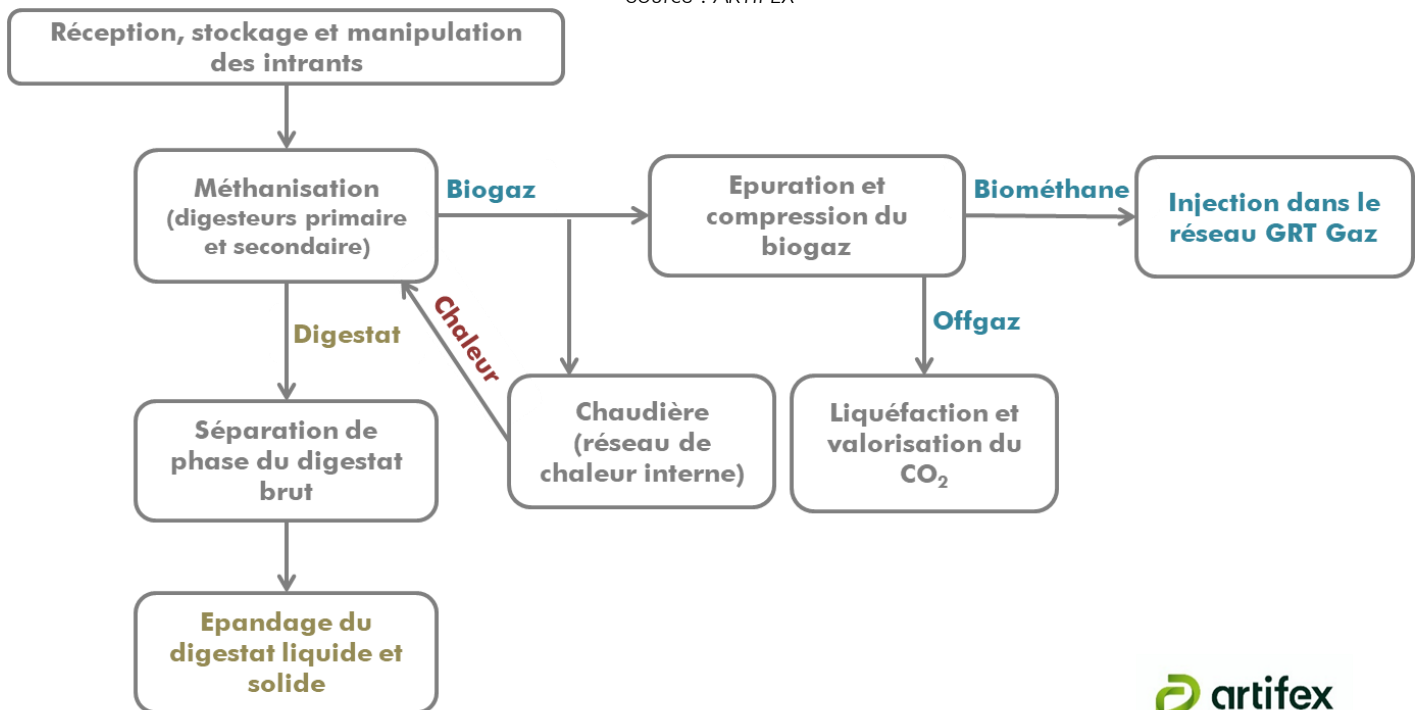 Source : ARTIFEX
Réception, stockage et manipulation
des intrants
Méthanisation
(digesteurs primaire
et secondaire)
Biogaz
Epuration et
compression du
biogaz
Biométhane
Injection dans le
réseau GRT Gaz
Digestat
Chaleur
Offgaz
Séparation de
phase du digestat
brut
Chaudière
(réseau de
chaleur interne)
Liquéfaction et
valorisation du
CO₂
Epandage du
digestat liquide et
solide
artifex